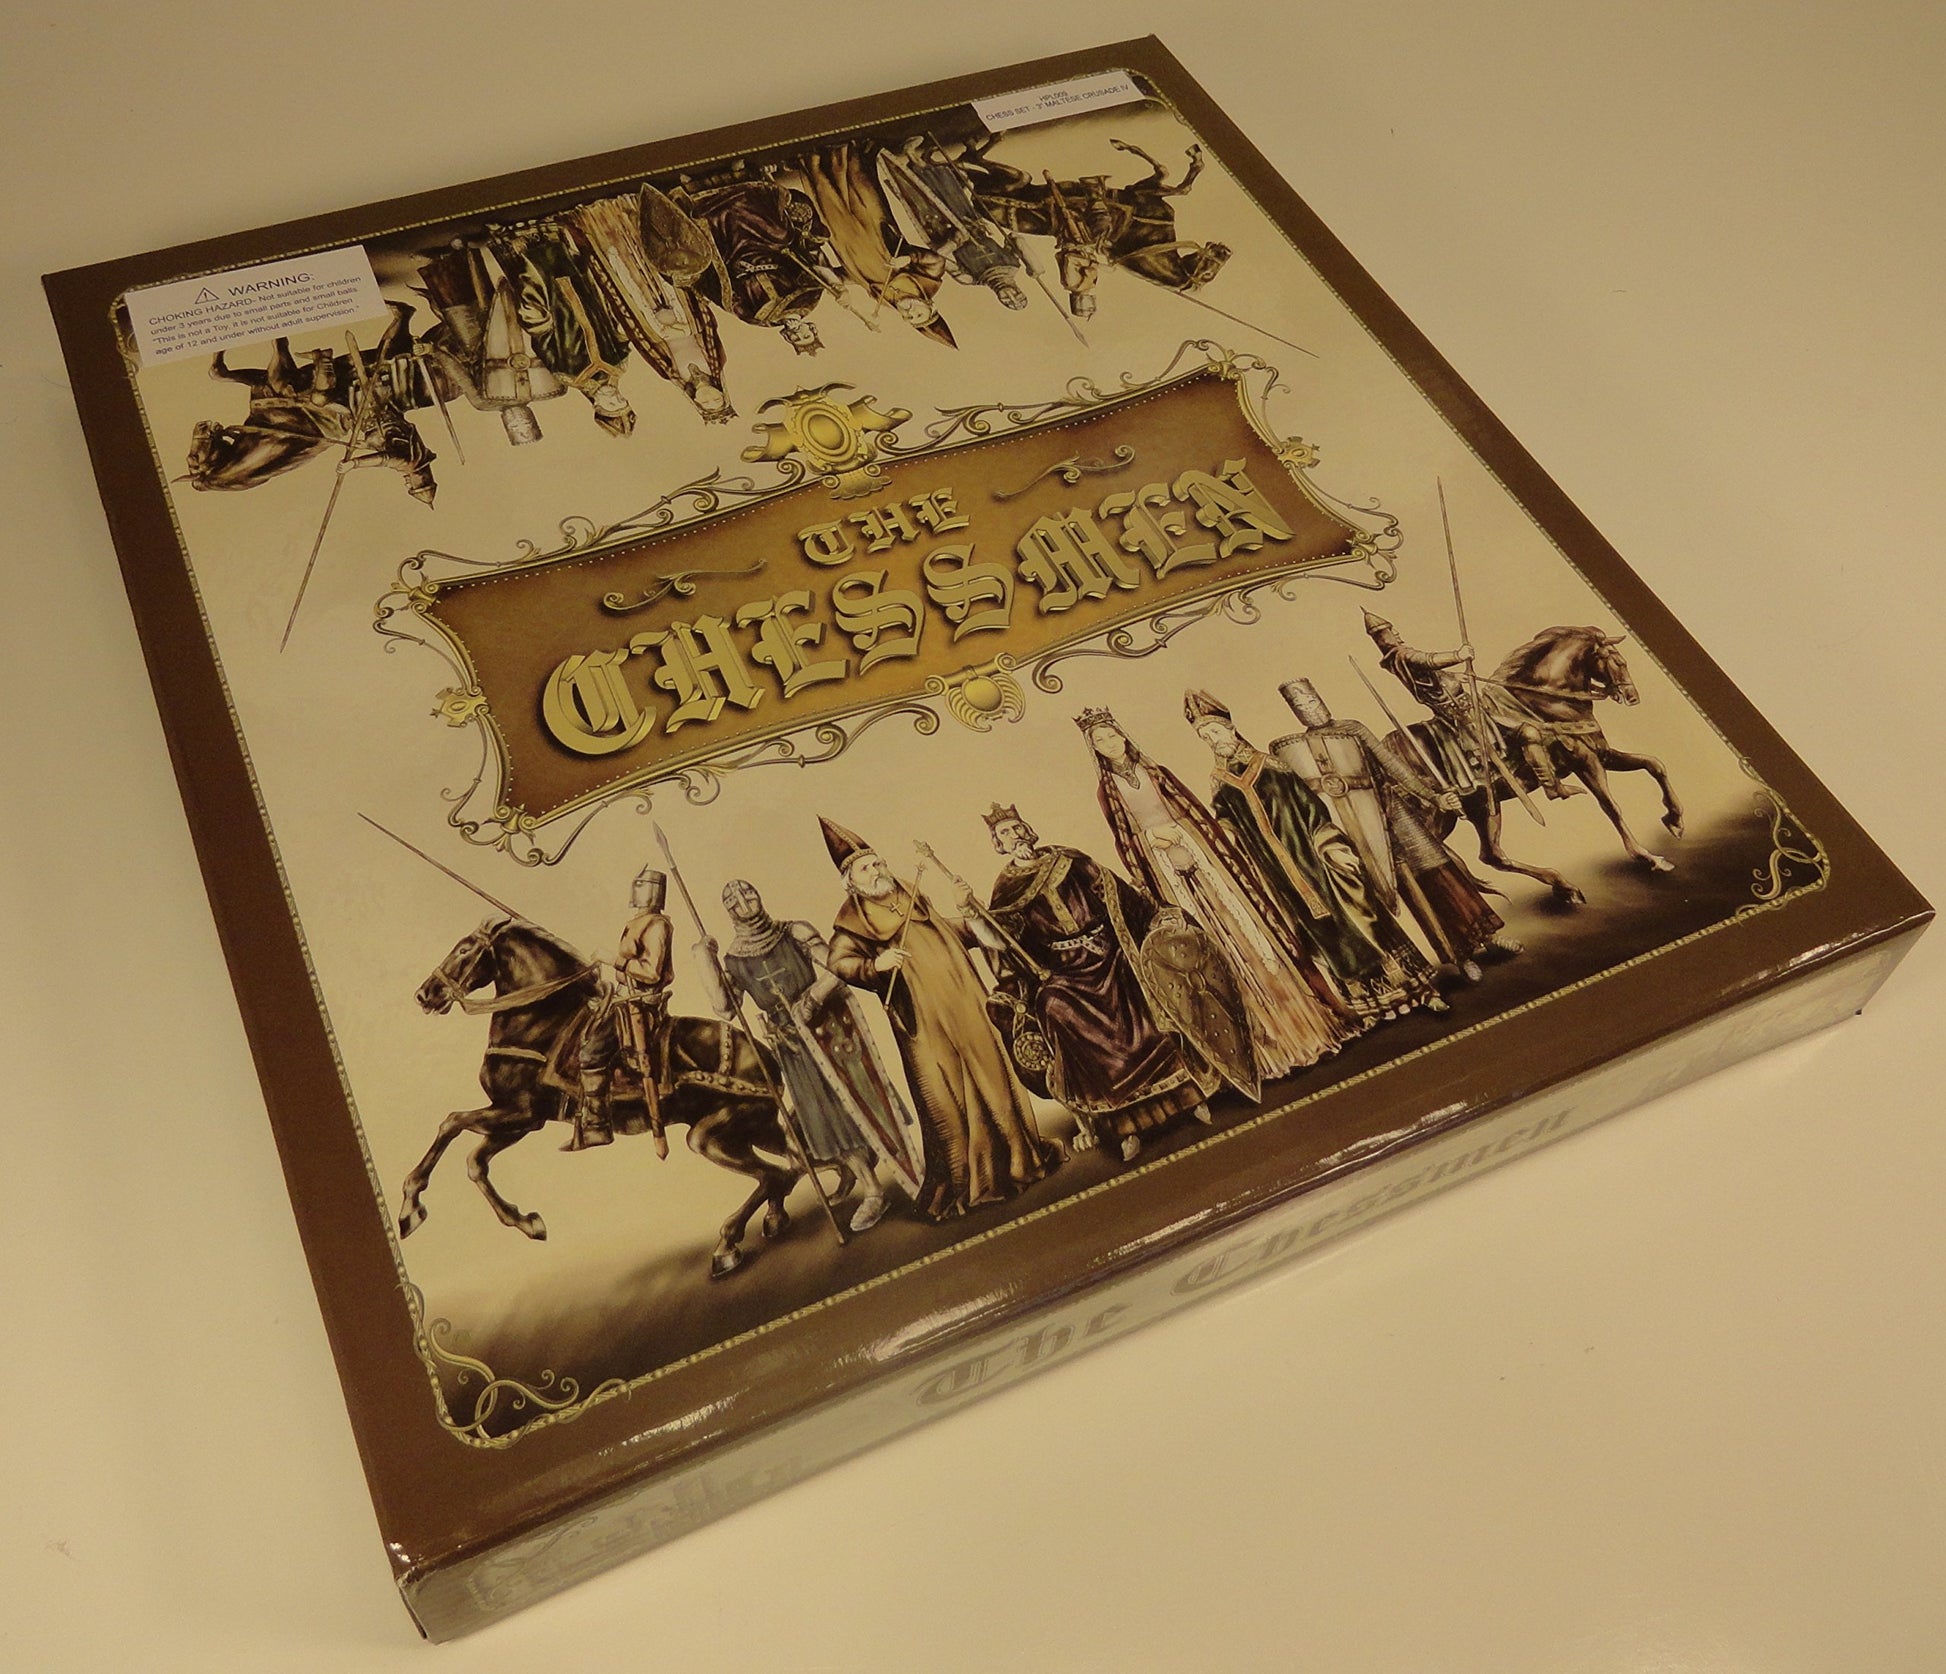 HPL009
CHESS SET - 3" MALTESE CRUSADE IV
WARNING:
CHOKING HAZARD- Not suitable for children
under 3 years due to small parts and small balls
"This is not a Toy, it is not suitable for Children
age of 12 and under without adult supervision."
THE
CHESSMEN
The Chessmen